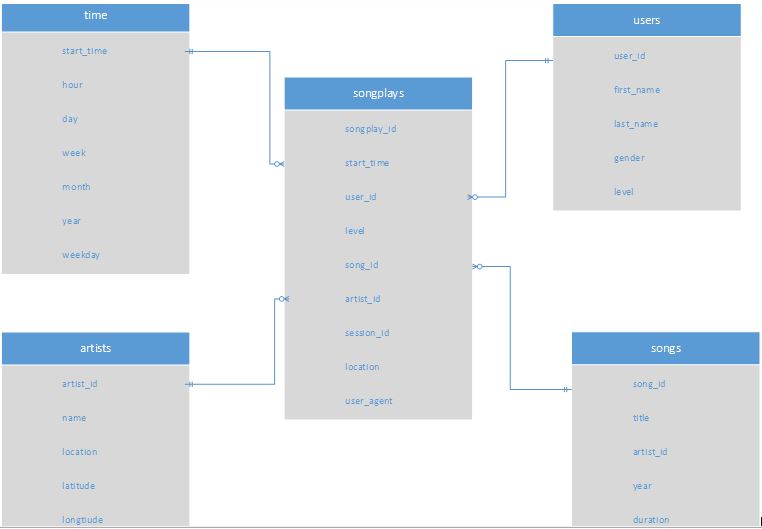 time
start_time
hour
day
week
month
year
weekday
users
user_id
first_name
last_name
gender
level
songplays
songplay_id
start_time
user_id
level
song_id
artist_id
session_id
location
user_agent
artists
artist_id
name
location
latitude
longtiude
songs
song_id
title
artist_id
year
duration